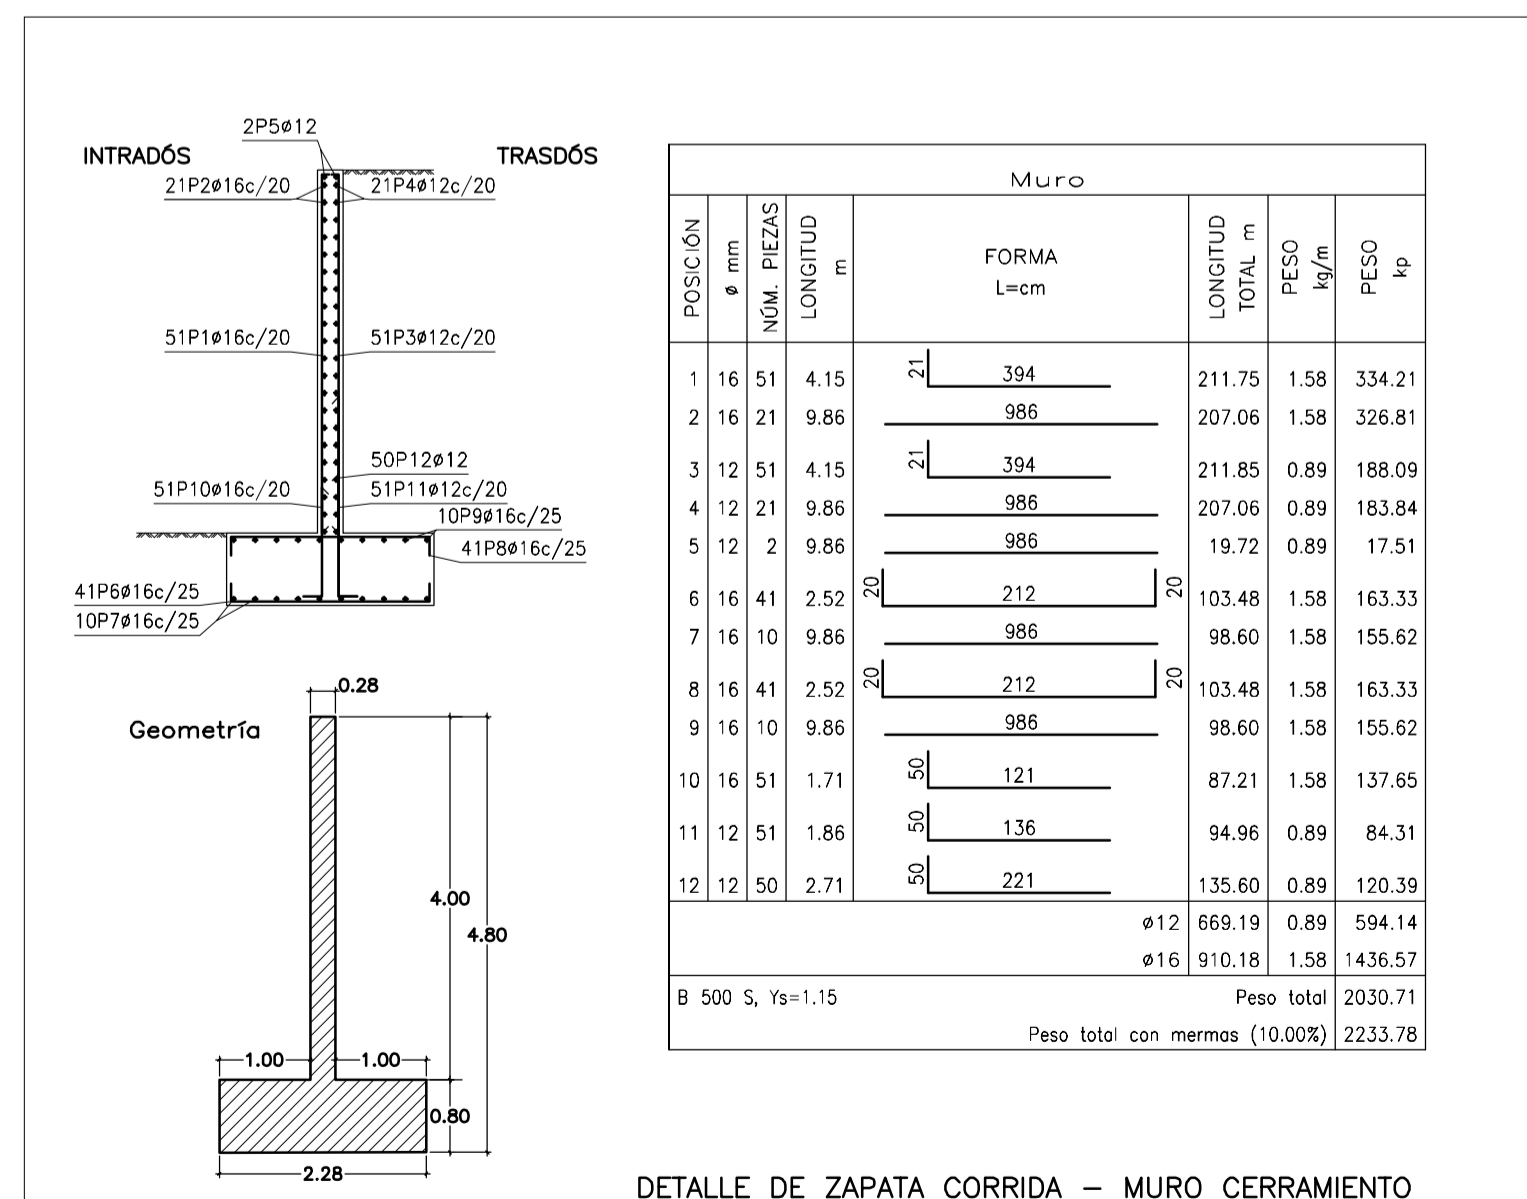 2P5ø12
INTRADÓS
TRASDÓS
21P2ø16c/20
21P4ø12c/20
51P1ø16c/20
51P3ø12c/20
50P12ø12
51P10ø16c/20
51P11ø12c/20
10P9ø16c/25
41P8ø16c/25
41P6ø16c/25
10P7ø16c/25
Geometría
0.28
4.00
4.80
1.00
1.00
0.80
2.28
Muro
POSICIÓN ø mm NÚM. PIEZAS LONGITUD m FORMA L=cm LONGITUD TOTAL m PESO kg/m PESO kp
1 16 51 4.15 21 394 211.75 1.58 334.21
2 16 21 9.86 986 207.06 1.58 326.81
3 12 51 4.15 21 394 211.85 0.89 188.09
4 12 21 9.86 986 207.06 0.89 183.84
5 12 2 9.86 986 19.72 0.89 17.51
6 16 41 2.52 20 212 20 103.48 1.58 163.33
7 16 10 9.86 986 98.60 1.58 155.62
8 16 41 2.52 20 212 20 103.48 1.58 163.33
9 16 10 9.86 986 98.60 1.58 155.62
10 16 51 1.71 50 121 87.21 1.58 137.65
11 12 51 1.86 50 136 94.96 0.89 84.31
12 12 50 2.71 50 221 135.60 0.89 120.39
ø12 669.19 0.89 594.14
ø16 910.18 1.58 1436.57
B 500 S, Ys=1.15 Peso total 2030.71
Peso total con mermas (10.00%) 2233.78
DETALLE DE ZAPATA CORRIDA – MURO CERRAMIENTO